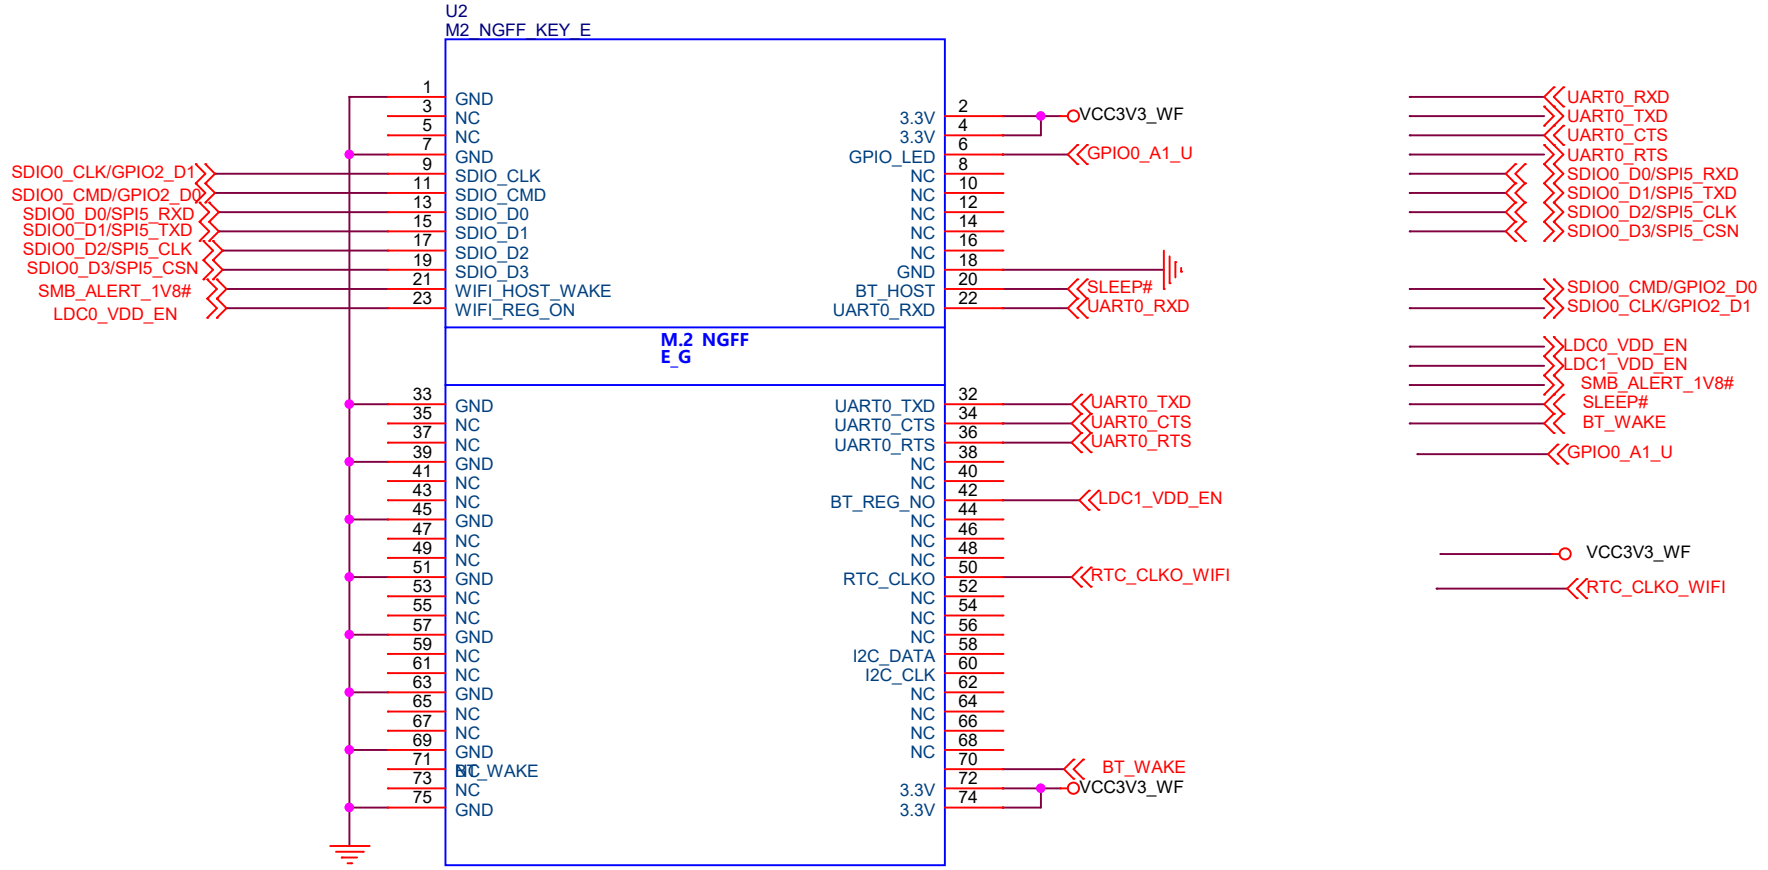 U2
M2_NGFF_KEY_E
1 GND
3 NC
5 NC
7 GND
SDIO0_CLK/GPIO2_D1 9 SDIO_CLK
SDIO0_CMD/GPIO2_D0 11 SDIO_CMD
SDIO0_D0/SPI5_RXD 13 SDIO_D0
SDIO0_D1/SPI5_TXD 15 SDIO_D1
SDIO0_D2/SPI5_CLK 17 SDIO_D2
SDIO0_D3/SPI5_CSN 19 SDIO_D3
SMB_ALERT_1V8# 21 WIFI_HOST_WAKE
LDC0_VDD_EN 23 WIFI_REG_ON
3.3V 2 VCC3V3_WF
3.3V 4
GPIO_LED 6 GPIO0_A1_U
NC 8
NC 10
NC 12
NC 14
NC 16
GND 18
BT_HOST 20 SLEEP#
UART0_RXD 22 UART0_RXD
M.2 NGFF
E_G
33 GND
35 NC
37 NC
39 GND
41 NC
43 NC
45 GND
47 NC
49 NC
51 GND
53 NC
55 NC
57 GND
59 NC
61 NC
63 GND
65 NC
67 NC
69 GND
71 NC
BT_WAKE
73 NC
75 GND
UART0_TXD 32 UART0_TXD
UART0_CTS 34 UART0_CTS
UART0_RTS 36 UART0_RTS
NC 38
NC 40
BT_REG_NO 42 LDC1_VDD_EN
NC 44
NC 46
NC 48
RTC_CLKO 50 RTC_CLKO_WIFI
NC 52
NC 54
NC 56
I2C_DATA 58
I2C_CLK 60
NC 62
NC 64
NC 66
NC 68
70 BT_WAKE
3.3V 72 VCC3V3_WF
3.3V 74
UART0_RXD
UART0_TXD
UART0_CTS
UART0_RTS
SDIO0_D0/SPI5_RXD
SDIO0_D1/SPI5_TXD
SDIO0_D2/SPI5_CLK
SDIO0_D3/SPI5_CSN
SDIO0_CMD/GPIO2_D0
SDIO0_CLK/GPIO2_D1
LDC0_VDD_EN
LDC1_VDD_EN
SMB_ALERT_1V8#
SLEEP#
BT_WAKE
GPIO0_A1_U
VCC3V3_WF
RTC_CLKO_WIFI